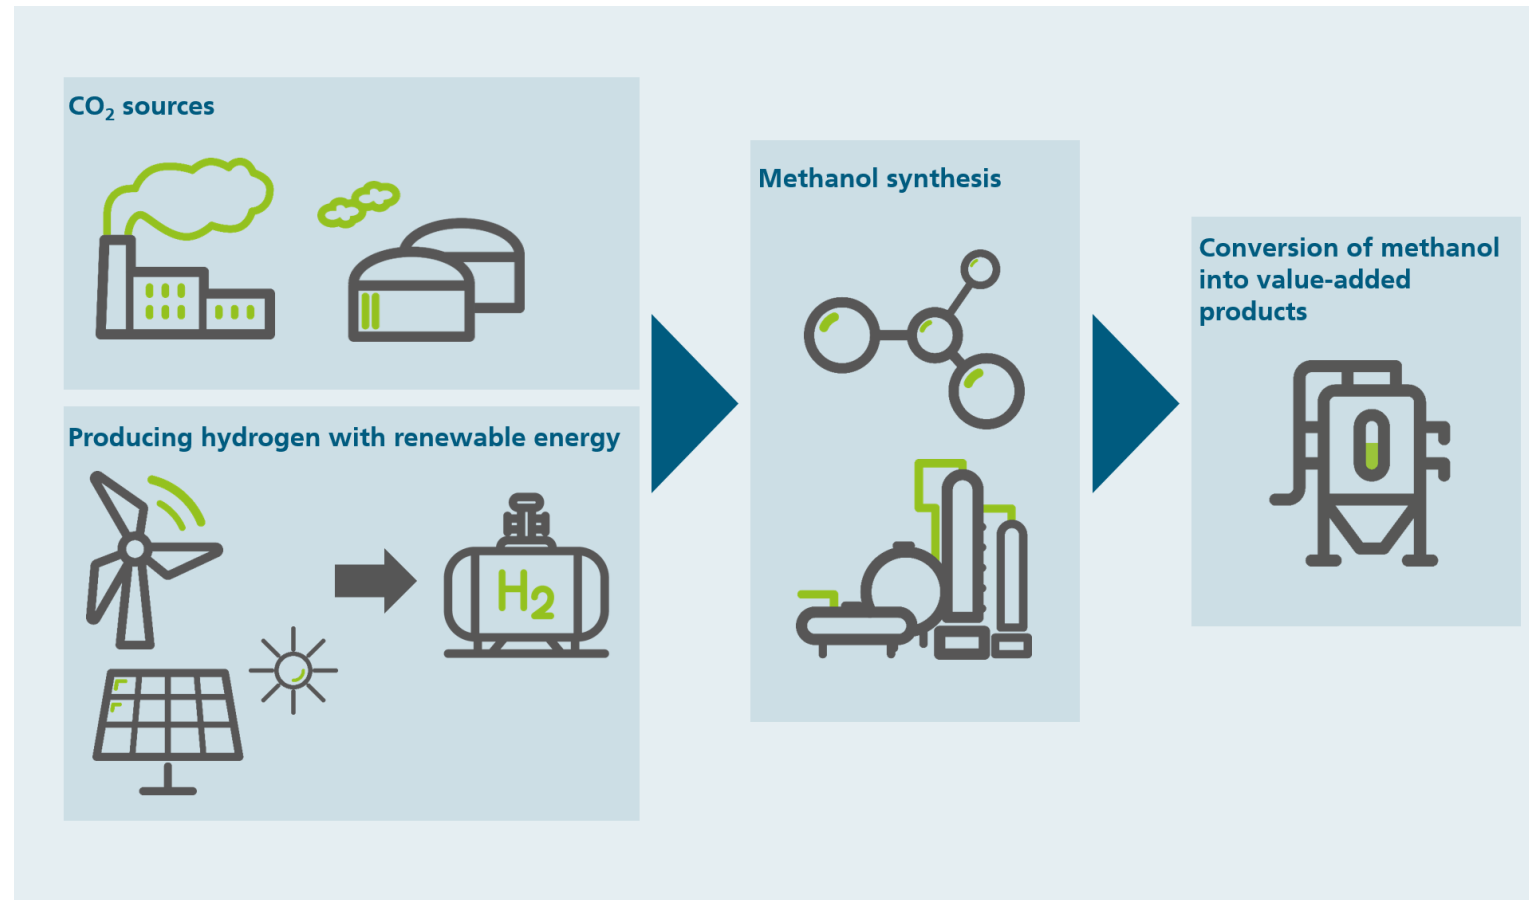 CO₂ sources
Producing hydrogen with renewable energy
H₂
Methanol synthesis
Conversion of methanol
into value-added
products